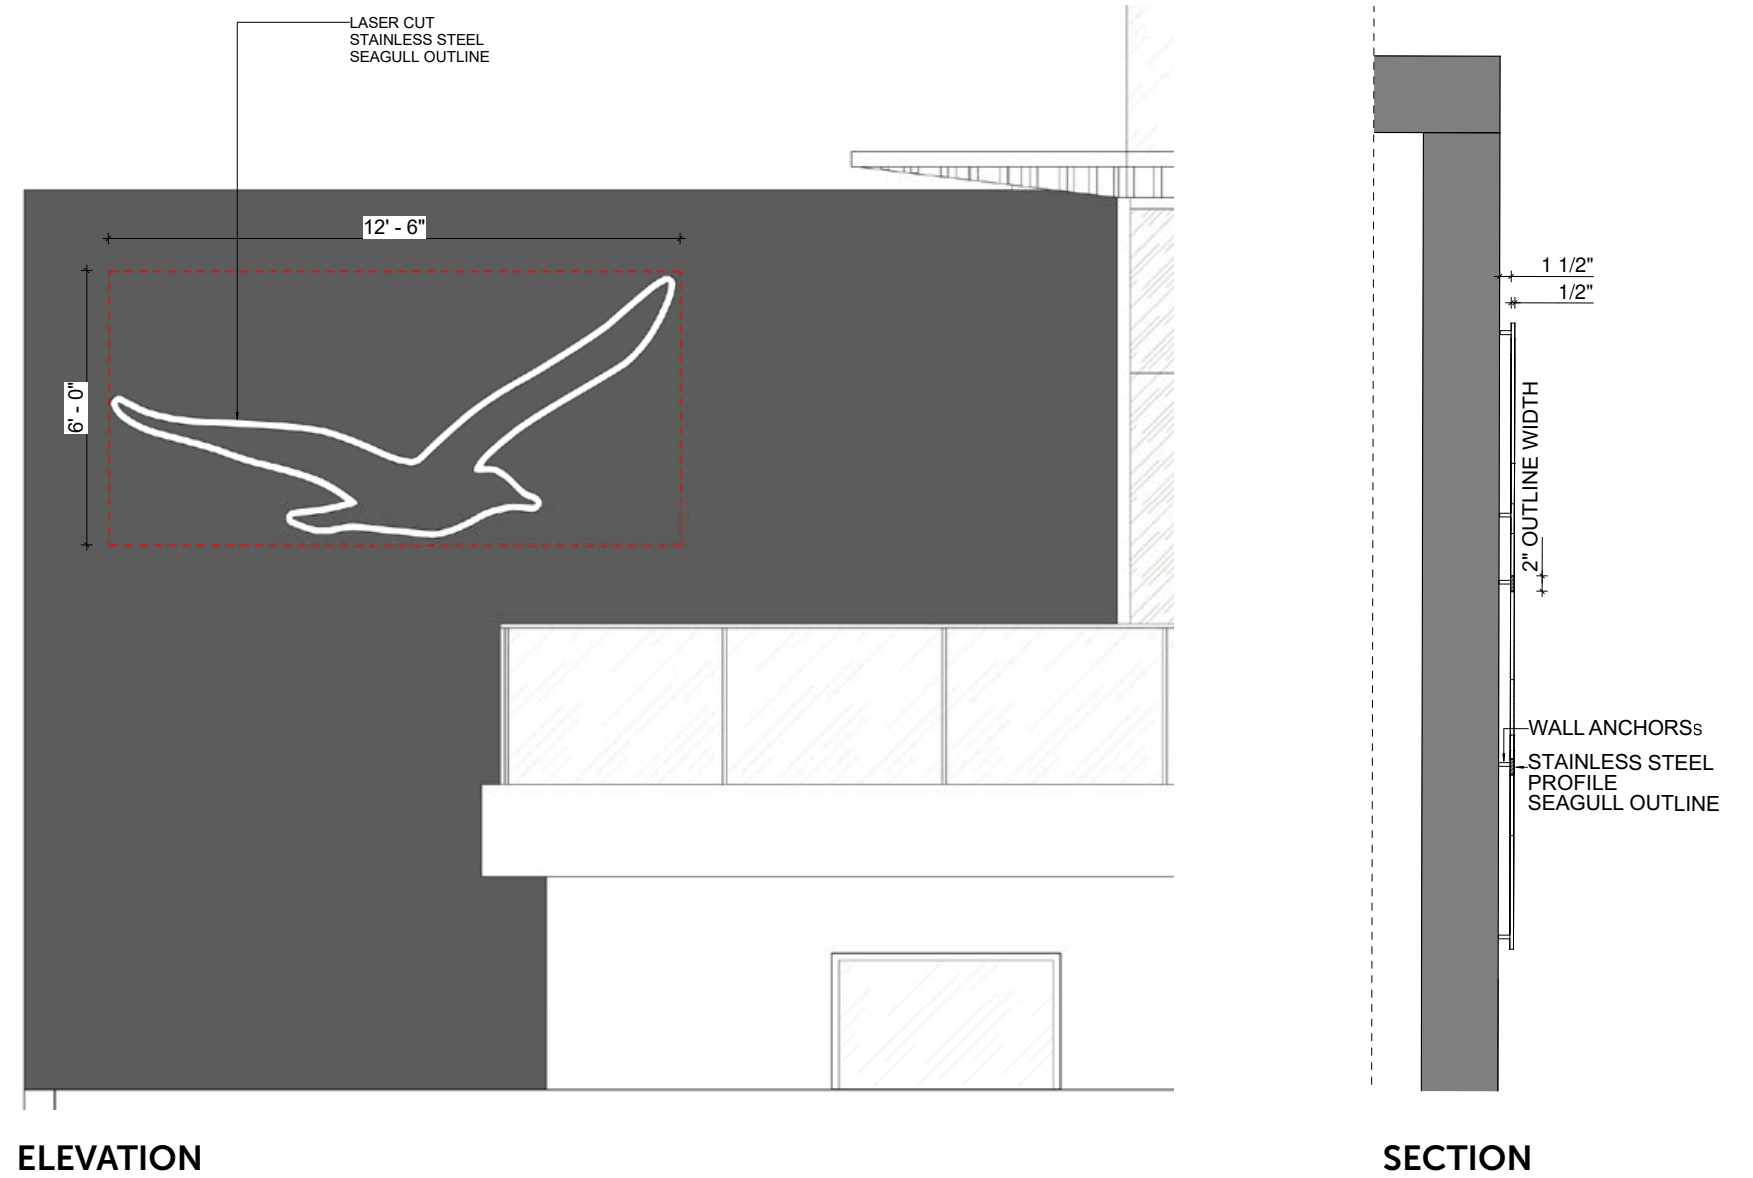 LASER CUT
STAINLESS STEEL
SEAGULL OUTLINE
12' - 6"
6' - 0"
1 1/2"
1/2"
2" OUTLINE WIDTH
WALL ANCHORSs
STAINLESS STEEL
PROFILE
SEAGULL OUTLINE
ELEVATION
SECTION